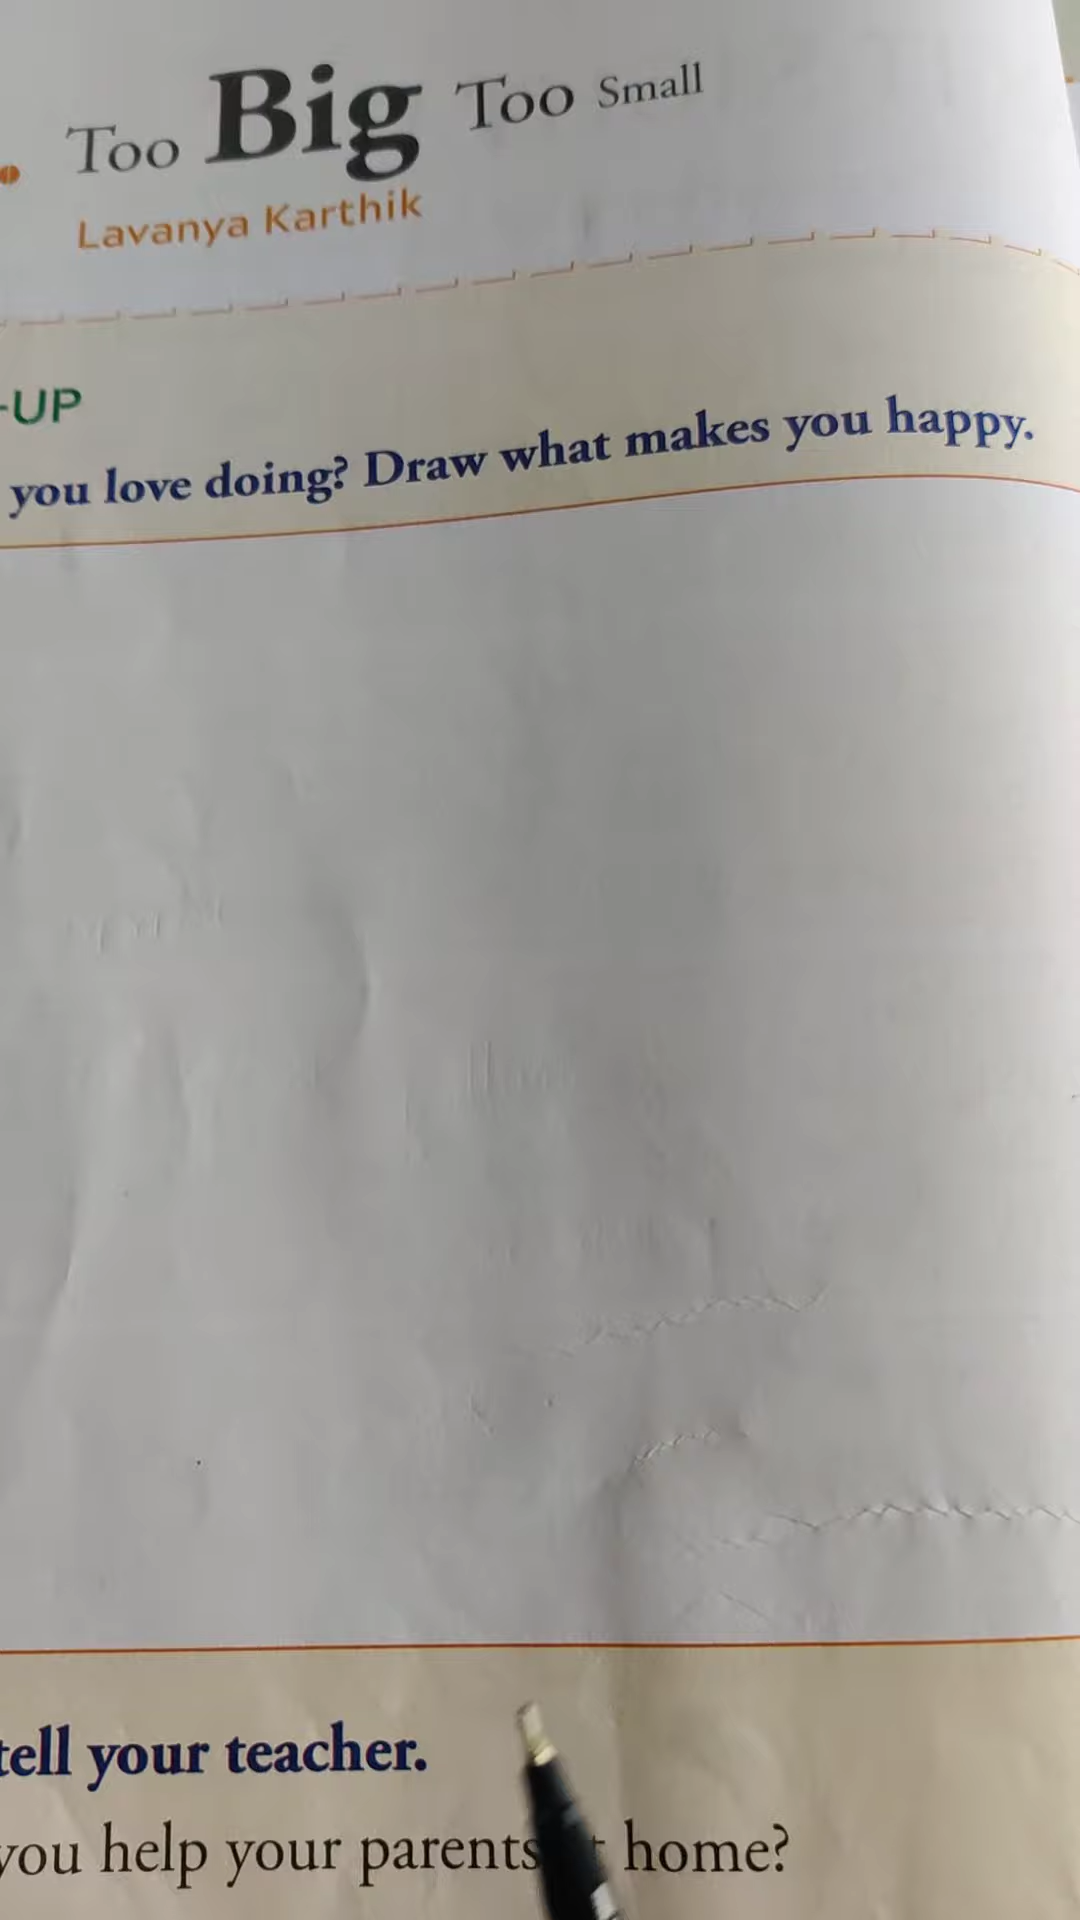 Too Big Too Small
Lavanya Karthik
-UP
you love doing? Draw what makes you happy.
tell your teacher.
you help your parents home?